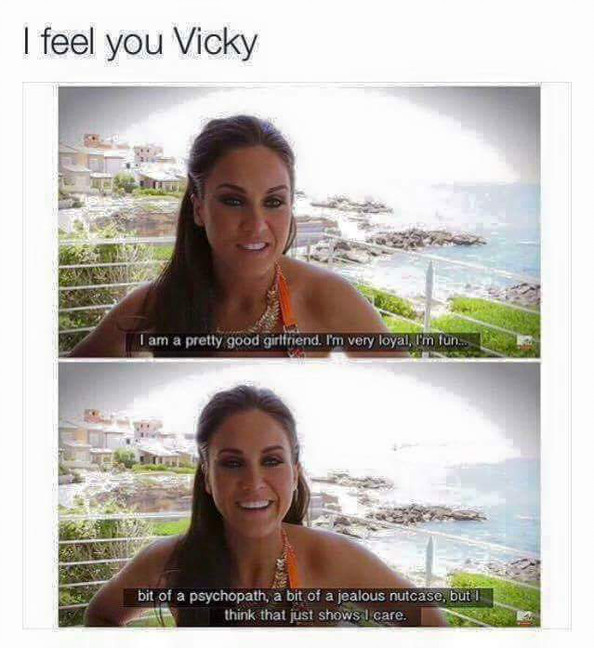 I feel you Vicky
I am a pretty good girlfriend. I'm very loyal, I'm fun...
bit of a psychopath, a bit of a jealous nutcase, but I
think that just shows I care.